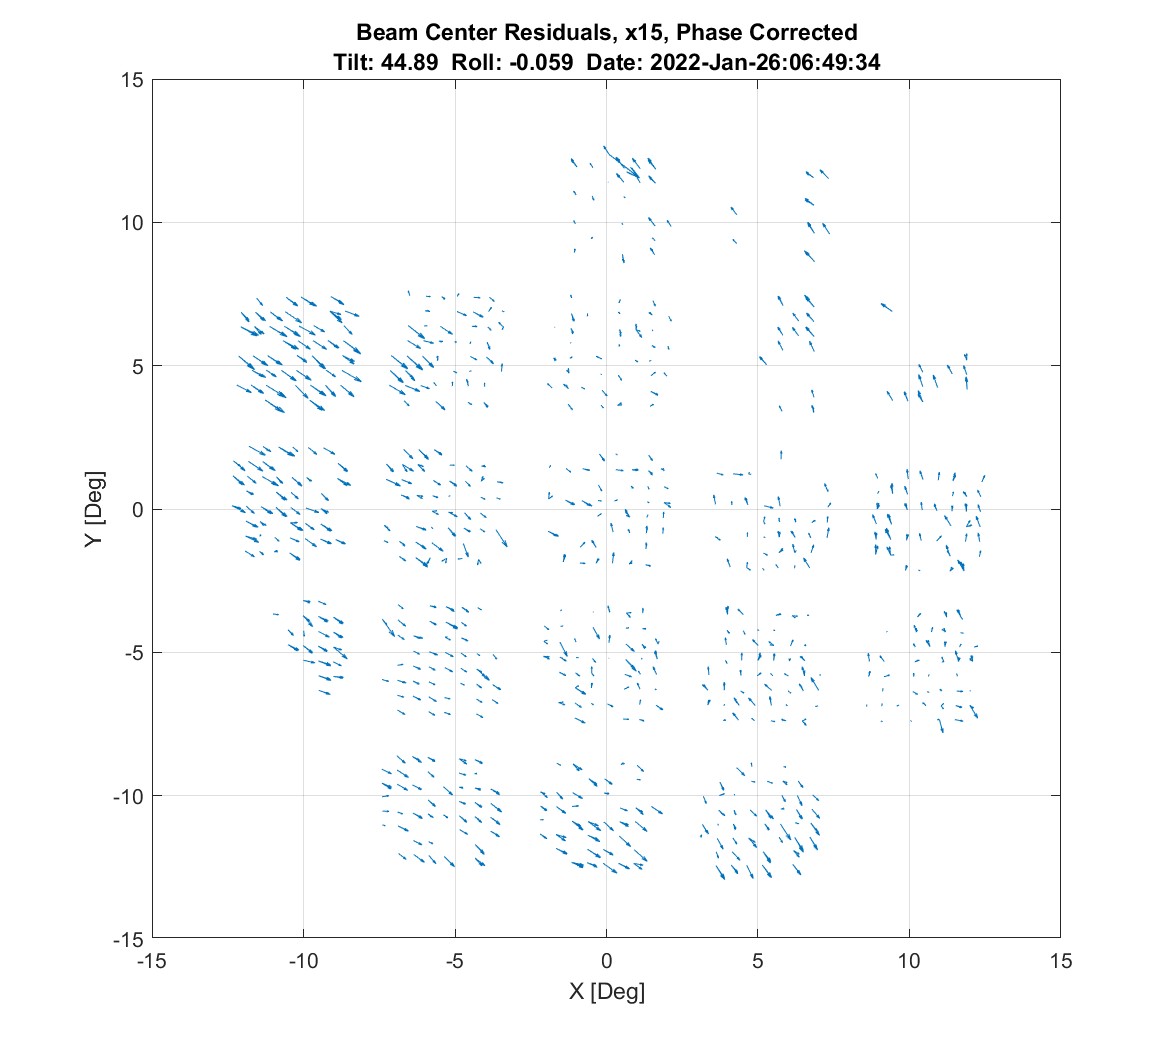 Beam Center Residuals, x15, Phase Corrected
Tilt: 44.89  Roll: -0.059  Date: 2022-Jan-26:06:49:34
15
10
5
0
-5
-10
-15
Y [Deg]
-15 -10 -5 0 5 10 15
X [Deg]